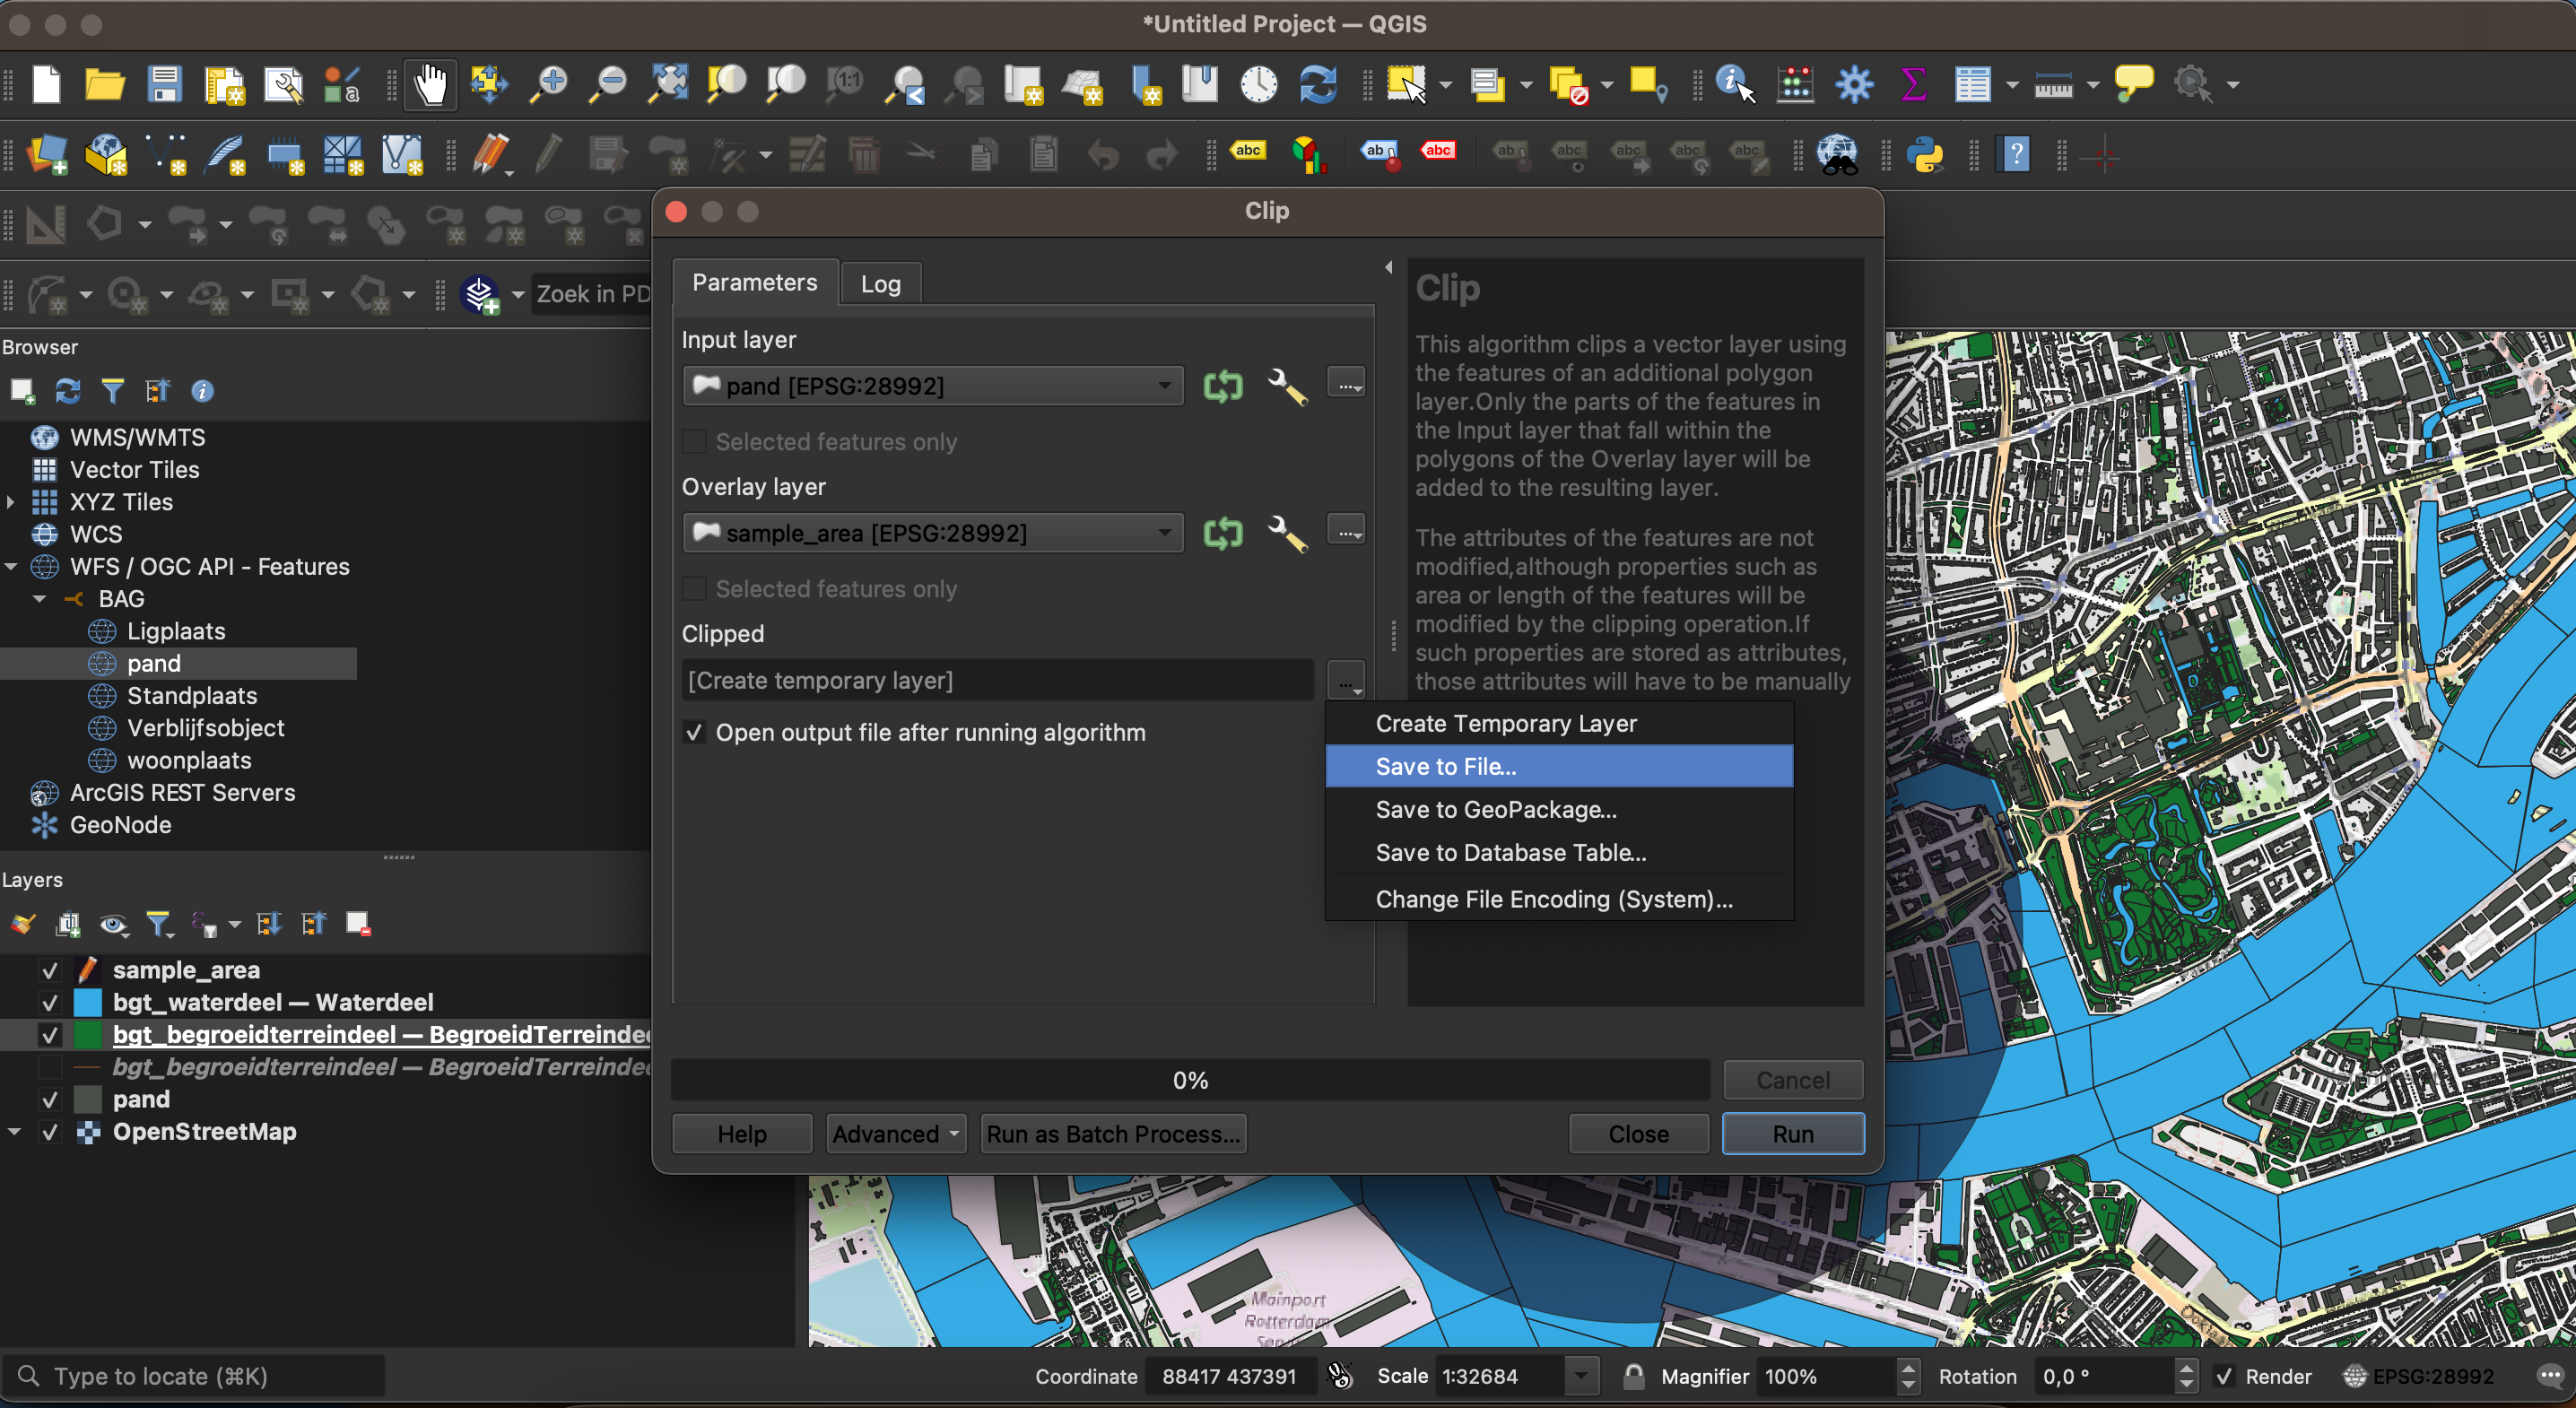 *Untitled Project — QGIS
abc
ab
abc
Zoek in PD
Clip
Parameters
Log
Input layer
pand [EPSG:28992]
Selected features only
Overlay layer
sample_area [EPSG:28992]
Selected features only
Clipped
[Create temporary layer]
Open output file after running algorithm
Create Temporary Layer
Save to File...
Save to GeoPackage...
Save to Database Table...
Change File Encoding (System)...
Clip
This algorithm clips a vector layer using
the features of an additional polygon
layer.Only the parts of the features in
the Input layer that fall within the
polygons of the Overlay layer will be
added to the resulting layer.
The attributes of the features are not
modified,although properties such as
area or length of the features will be
modified by the clipping operation.If
such properties are stored as attributes,
those attributes will have to be manually
0%
Cancel
Help
Advanced
Run as Batch Process...
Close
Run
Browser
WMS/WMTS
Vector Tiles
XYZ Tiles
WCS
WFS / OGC API - Features
BAG
Ligplaats
pand
Standplaats
Verblijfsobject
woonplaats
ArcGIS REST Servers
GeoNode
Layers
sample_area
bgt_waterdeel — Waterdeel
bgt_begroeidterreindeel — BegroeidTerreindee
bgt_begroeidterreindeel — BegroeidTerreindee
pand
OpenStreetMap
Mainport
Rotterdam
Type to locate (⌘K)
Coordinate
88417 437391
Scale
1:32684
Magnifier
100%
Rotation
0,0 °
Render
EPSG:28992